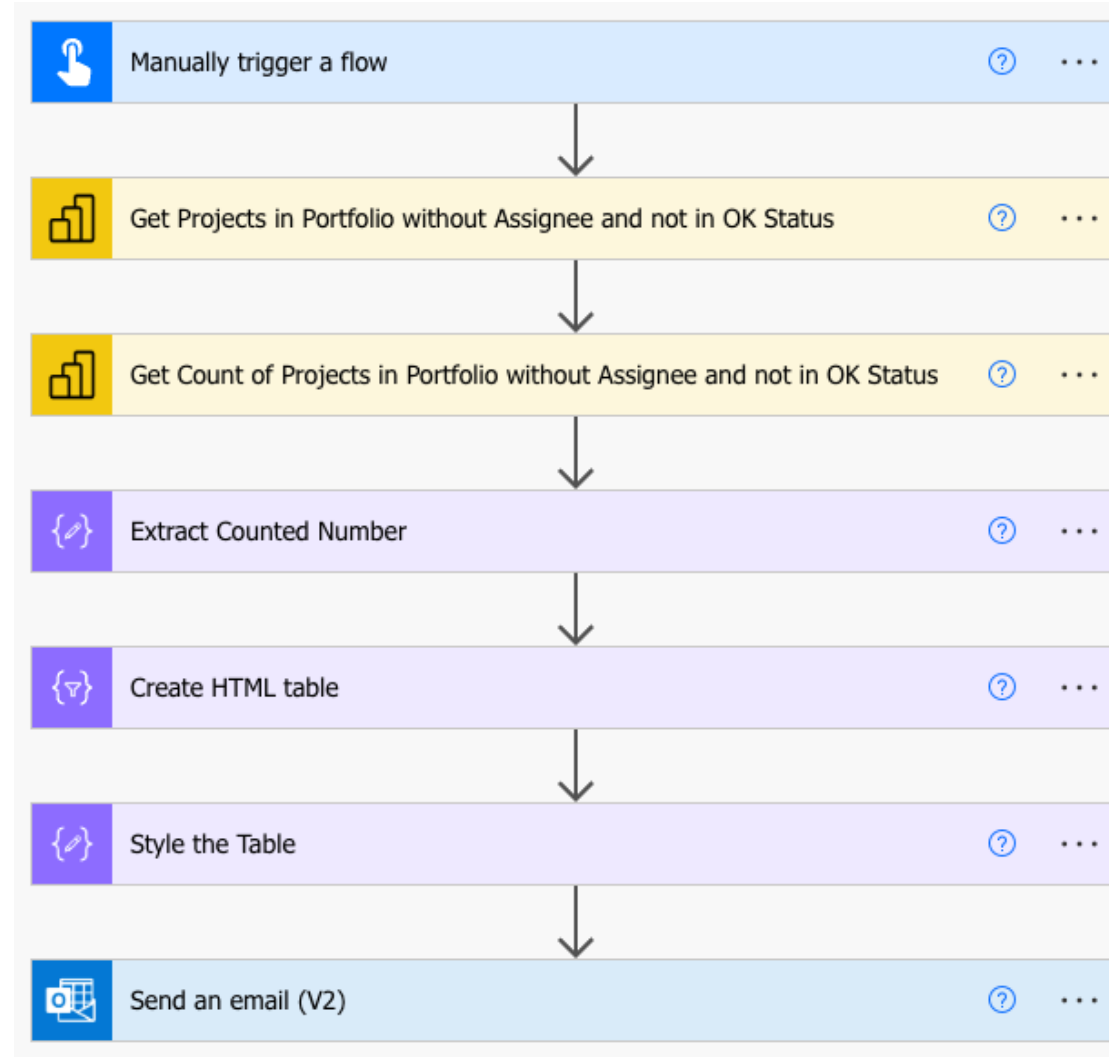 Manually trigger a flow
Get Projects in Portfolio without Assignee and not in OK Status
Get Count of Projects in Portfolio without Assignee and not in OK Status
Extract Counted Number
Create HTML table
Style the Table
Send an email (V2)